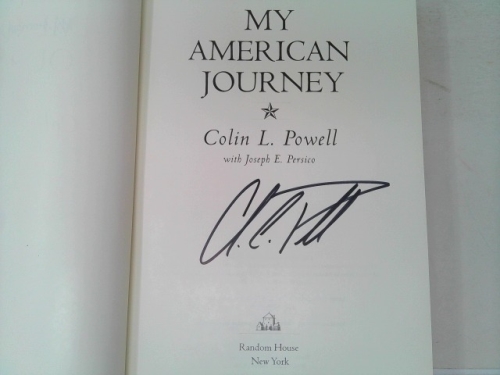 MY
AMERICAN
JOURNEY
Colin L. Powell
with Joseph E. Persico
Random House
New York